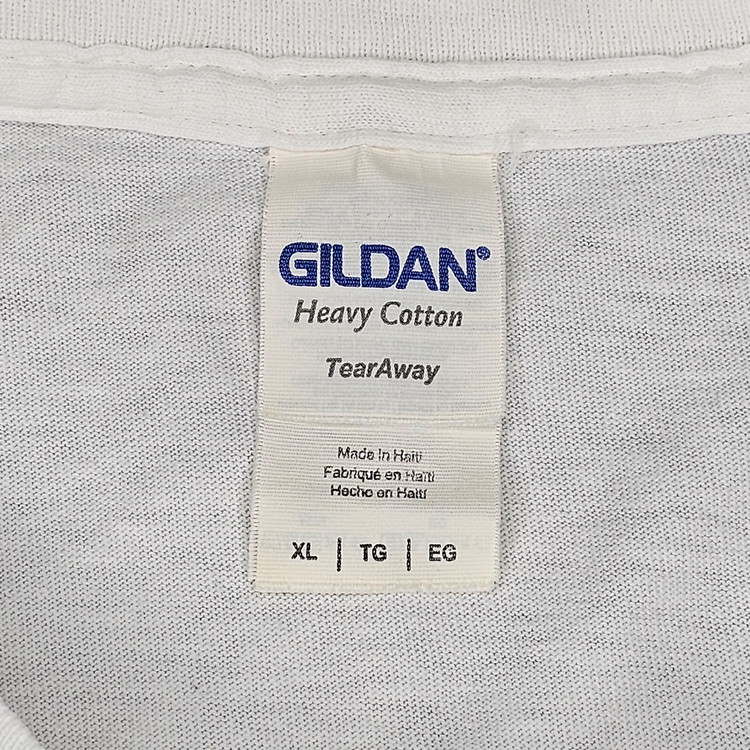 GILDAN®
Heavy Cotton
TearAway
Made in Haiti
Fabriqué en Haïti
Hecho en Haití
XL | TG | EG